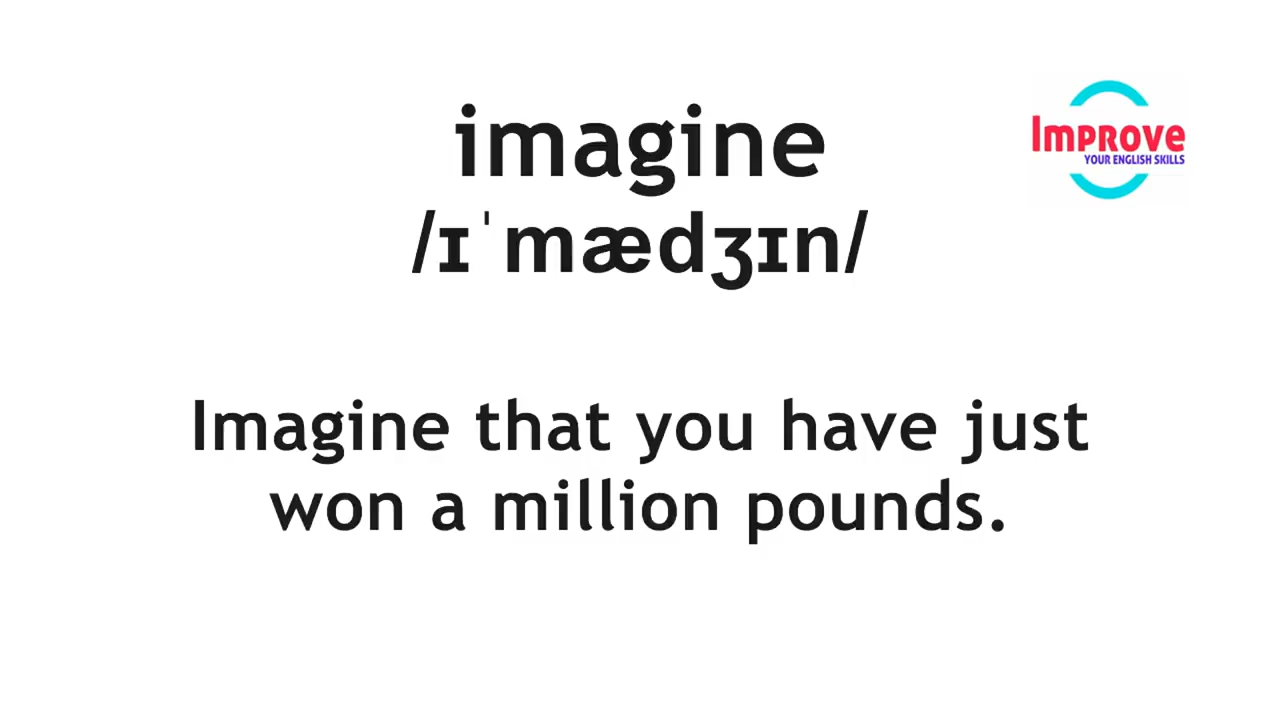 imagine
/ɪˈmædʒɪn/
Improve
YOUR ENGLISH SKILLS
Imagine that you have just
won a million pounds.